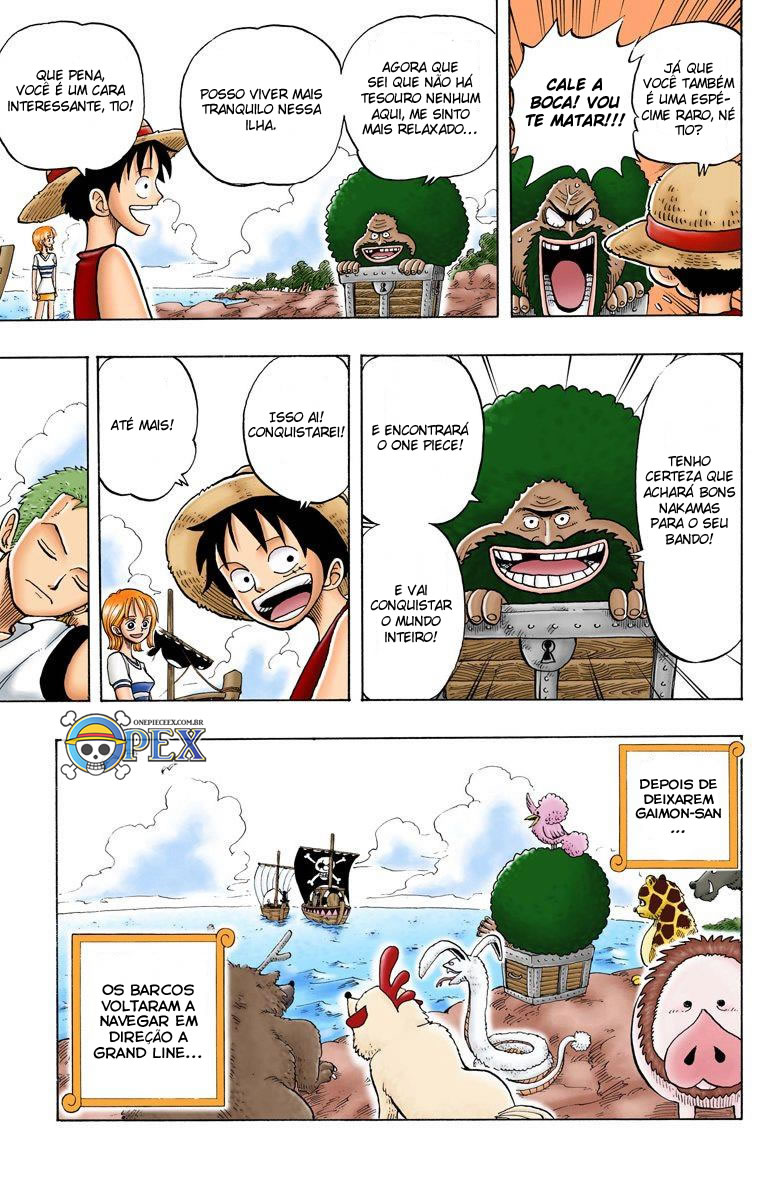 JÁ QUE
VOCÊ TAMBÉM
É UMA ESPÉ-
CIME RARO, NÉ
TIO?
CALE A
BOCA! VOU
TE MATAR!!!
AGORA QUE
SEI QUE NÃO HÁ
TESOURO NENHUM
AQUI, ME SINTO
MAIS RELAXADO...
POSSO VIVER MAIS
TRANQUILO NESSA
ILHA.
QUE PENA,
VOCÊ É UM CARA
INTERESSANTE, TIO!
TENHO
CERTEZA QUE
ACHARÁ BONS
NAKAMAS
PARA O SEU
BANDO!
E ENCONTRARÁ
O ONE PIECE!
E VAI
CONQUISTAR
O MUNDO
INTEIRO!
ISSO AI!
CONQUISTAREI!
ATÉ MAIS!
ONEPIECEEX.COM.BR
OPEX
DEPOIS DE
DEIXAREM
GAIMON-SAN
...
OS BARCOS
VOLTARAM A
NAVEGAR EM
DIREÇÃO A
GRAND LINE...